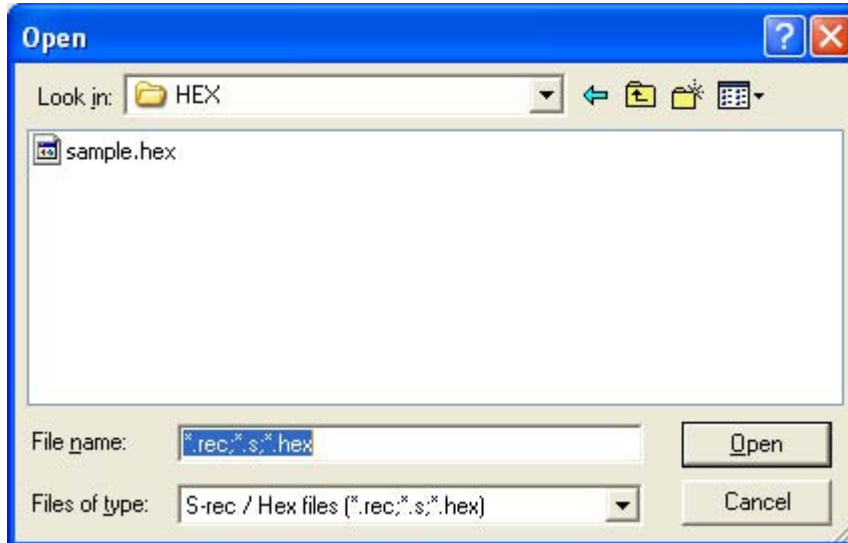 Open
Look in: HEX
sample.hex
File name: *.rec;*.s;*.hex Open
Files of type: S-rec / Hex files (*.rec;*.s;*.hex) Cancel